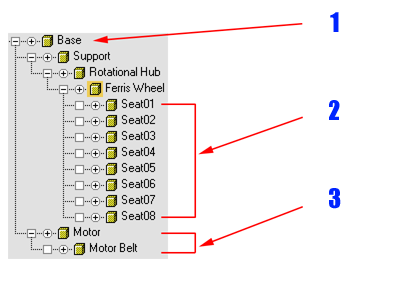 1
Base
Support
Rotational Hub
Ferris Wheel
Seat01
Seat02
2
Seat03
Seat04
Seat05
Seat06
Seat07
3
Seat08
Motor
Motor Belt